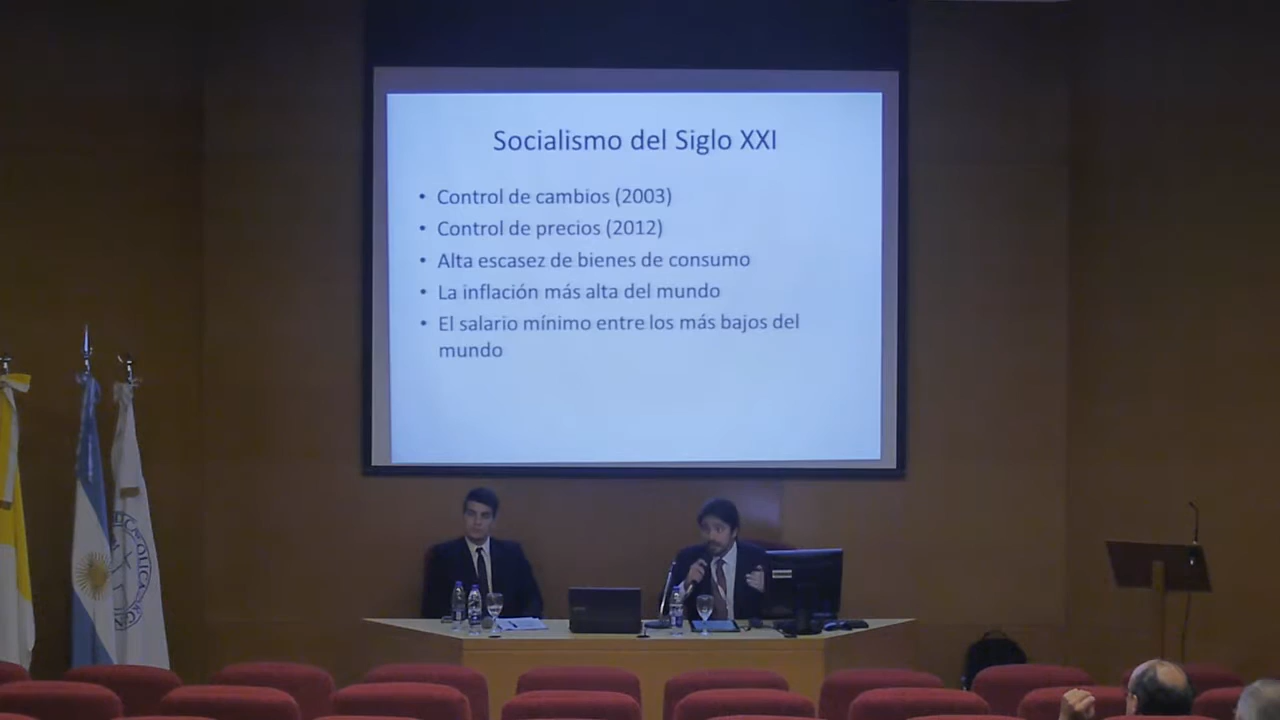 Socialismo del Siglo XXI
• Control de cambios (2003)
• Control de precios (2012)
• Alta escasez de bienes de consumo
• La inflación más alta del mundo
• El salario mínimo entre los más bajos del
mundo